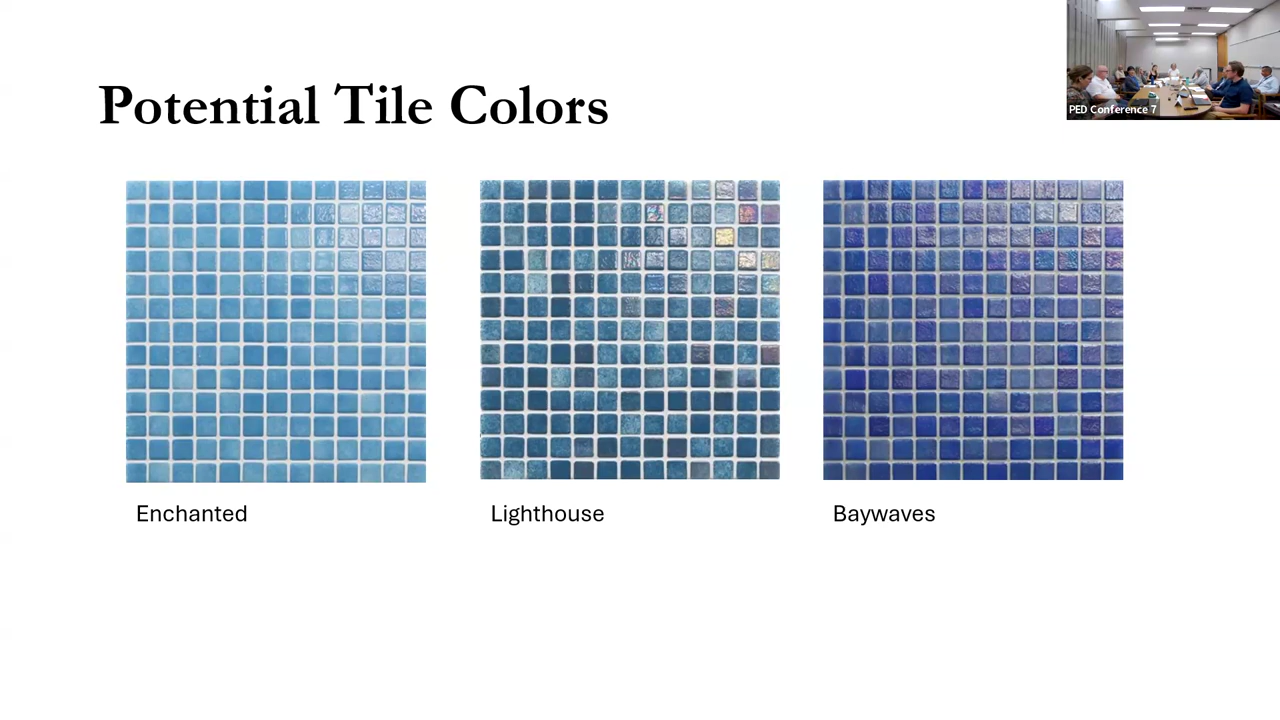 Potential Tile Colors
PED Conference 7
Enchanted
Lighthouse
Baywaves